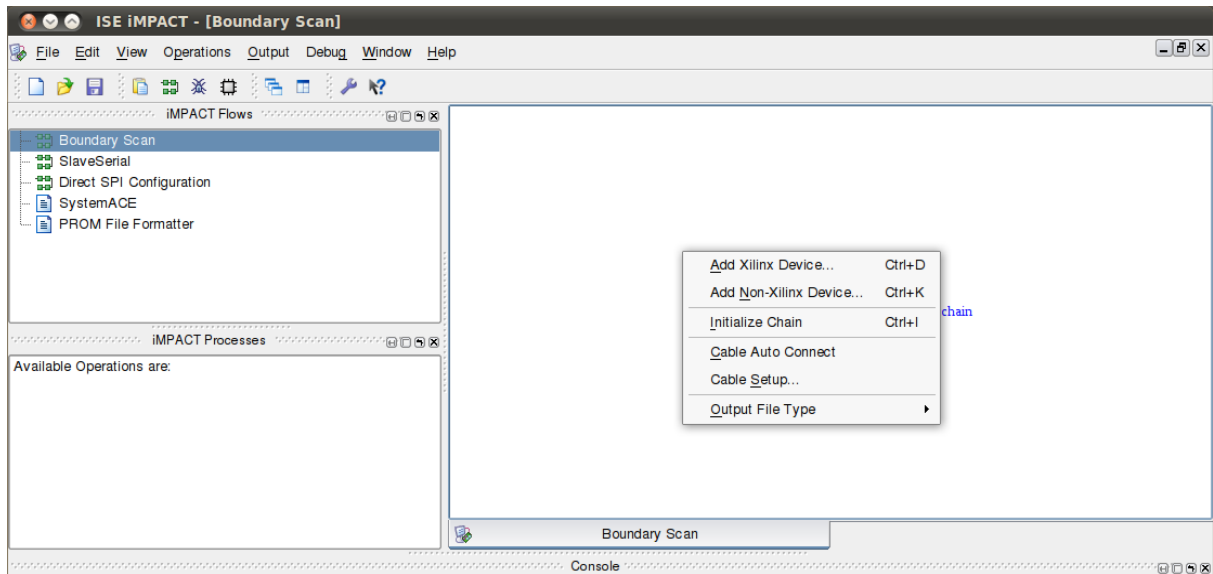 ISE iMPACT - [Boundary Scan]
File Edit View Operations Output Debug Window Help
iMPACT Flows
Boundary Scan
SlaveSerial
Direct SPI Configuration
SystemACE
PROM File Formatter
iMPACT Processes
Available Operations are:
Add Xilinx Device... Ctrl+D
Add Non-Xilinx Device... Ctrl+K
chain
Initialize Chain Ctrl+I
Cable Auto Connect
Cable Setup...
Output File Type
Boundary Scan
Console